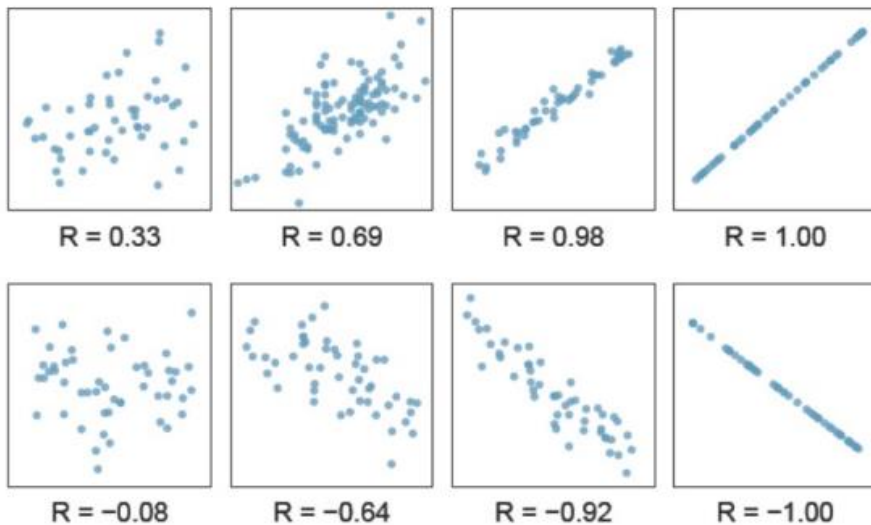 R = 0.33 R = 0.69 R = 0.98 R = 1.00
R = −0.08 R = −0.64 R = −0.92 R = −1.00